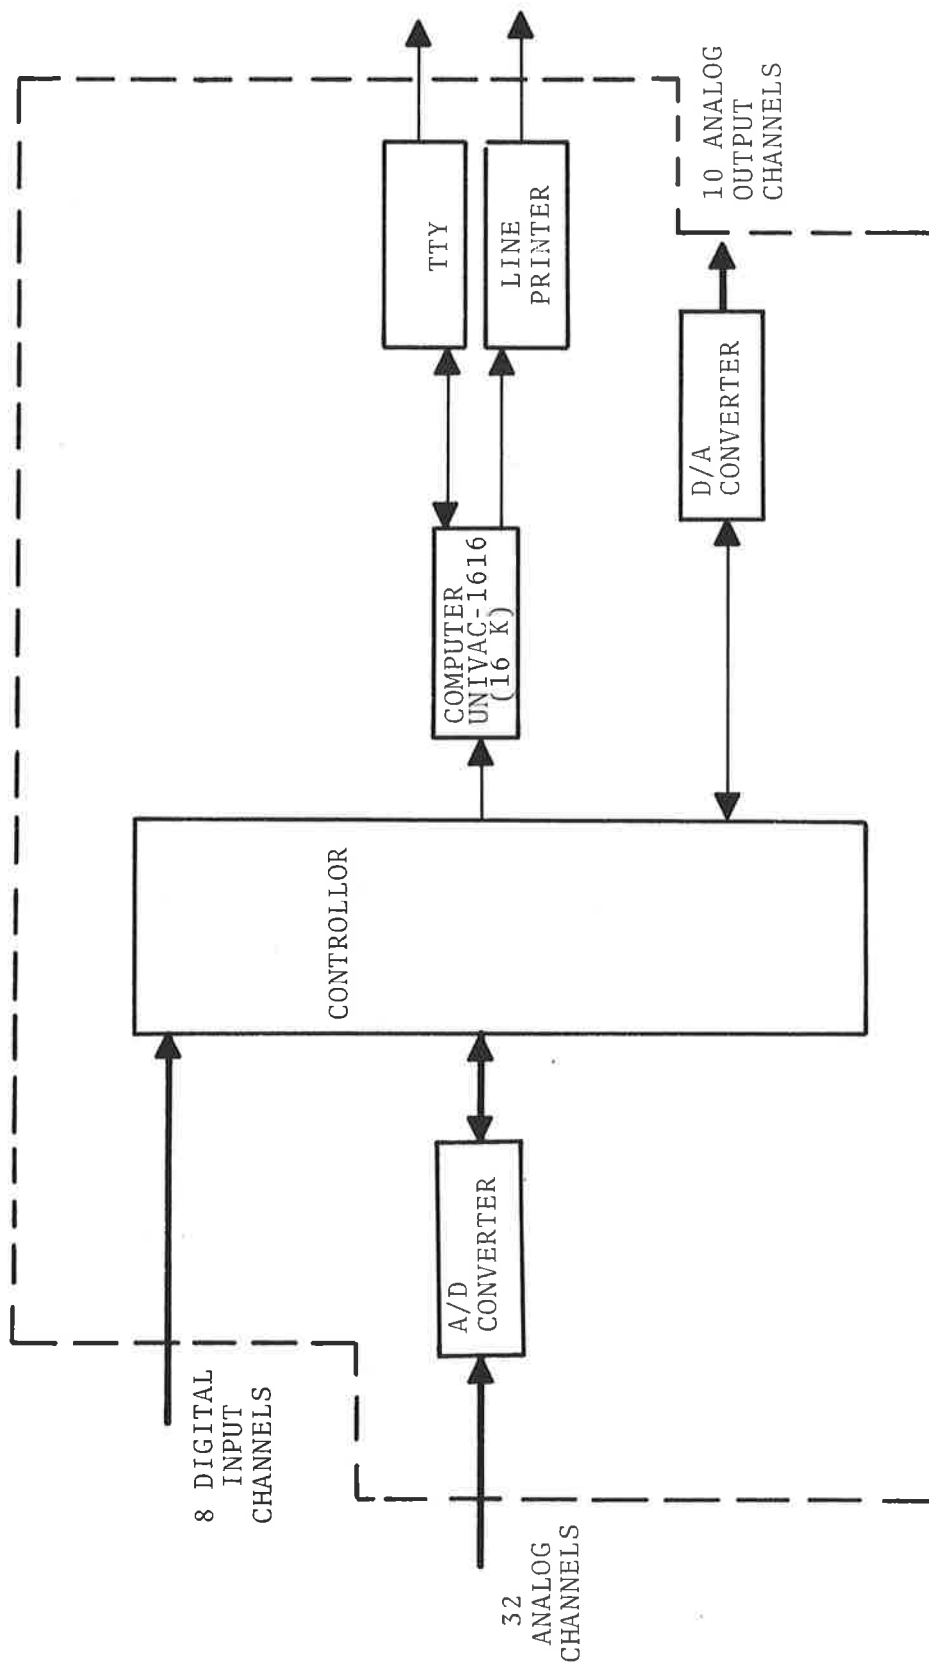 8 DIGITAL
INPUT
CHANNELS
32
ANALOG
CHANNELS
A/D
CONVERTER
CONTROLLOR
COMPUTER
UNIVAC-1616
(16 K)
TTY
LINE
PRINTER
D/A
CONVERTER
10 ANALOG
OUTPUT
CHANNELS